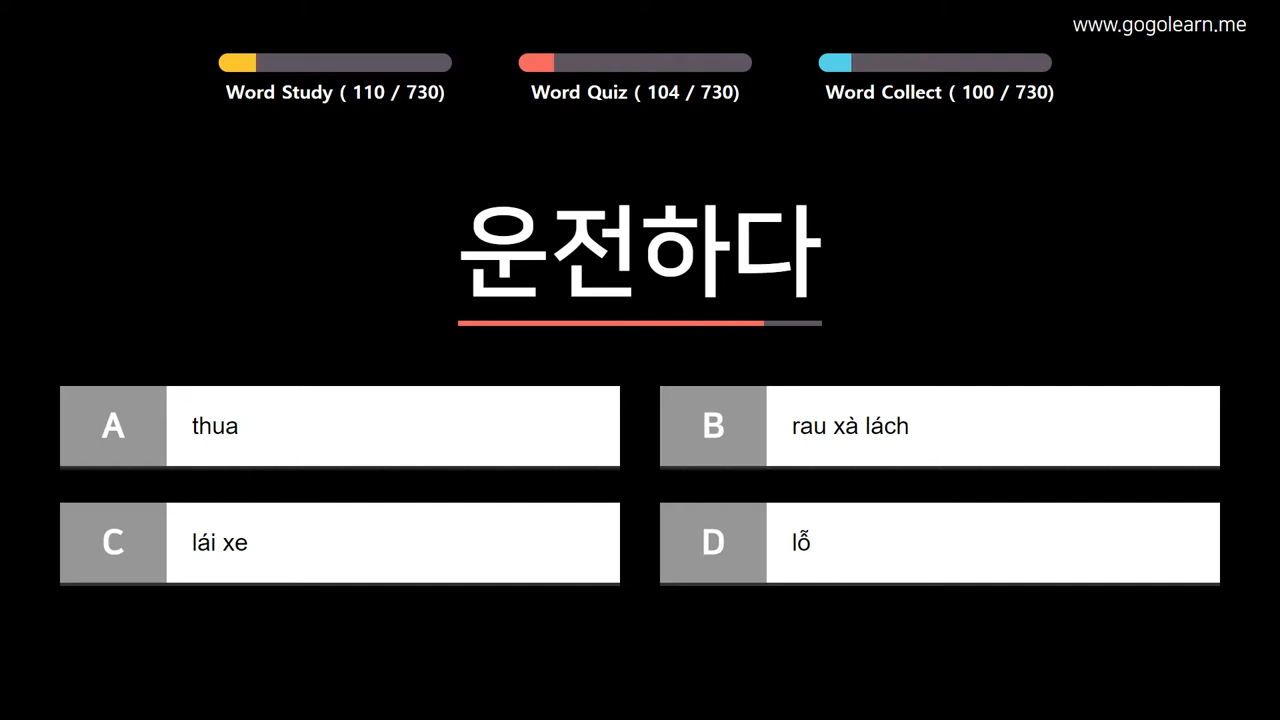 www.gogolearn.me
Word Study ( 110 / 730)
Word Quiz ( 104 / 730)
Word Collect ( 100 / 730)
운전하다
A thua
B rau xà lách
C lái xe
D lỗ